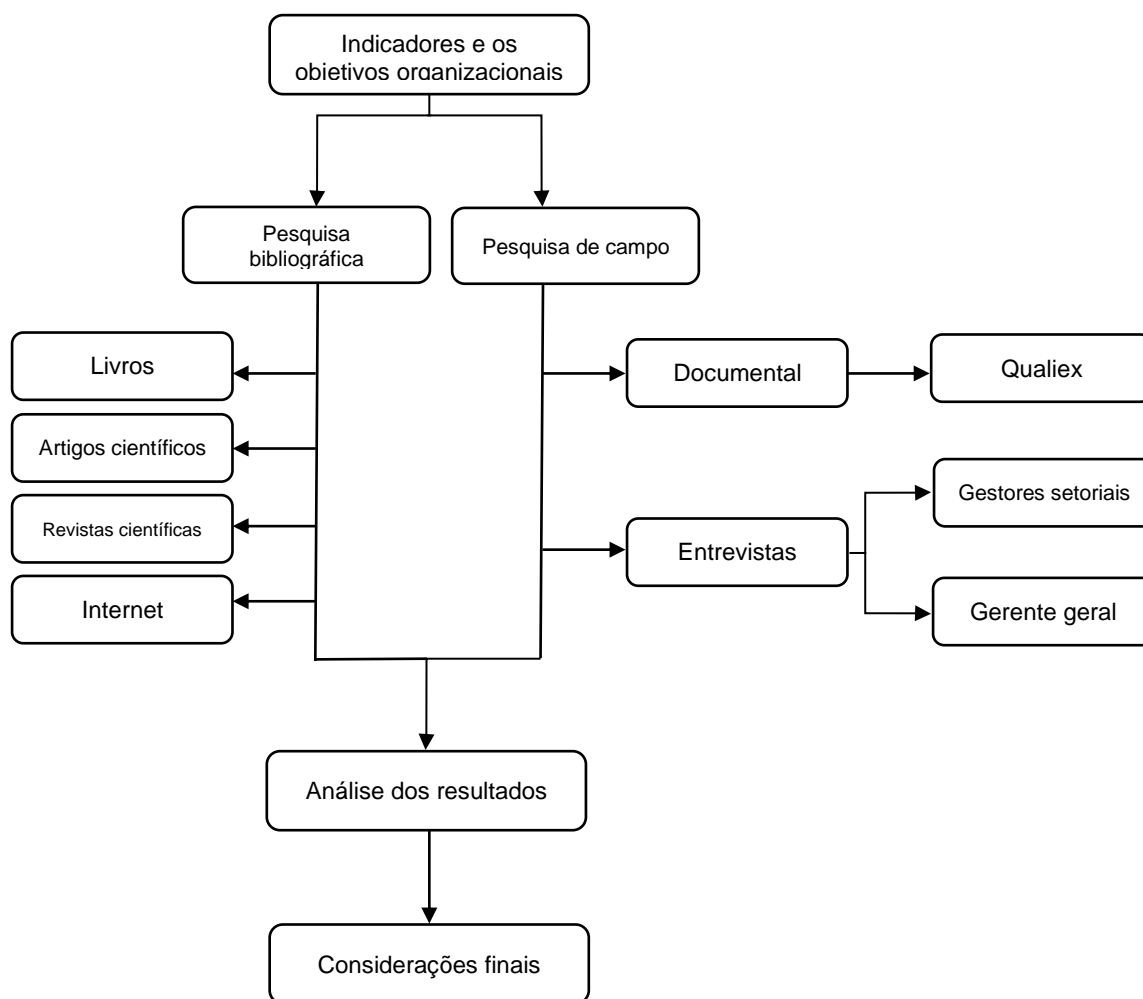 Indicadores e os
objetivos organizacionais
Pesquisa
bibliográfica
Pesquisa de campo
Livros
Artigos científicos
Revistas científicas
Internet
Documental
Qualiex
Entrevistas
Gestores setoriais
Gerente geral
Análise dos resultados
Considerações finais